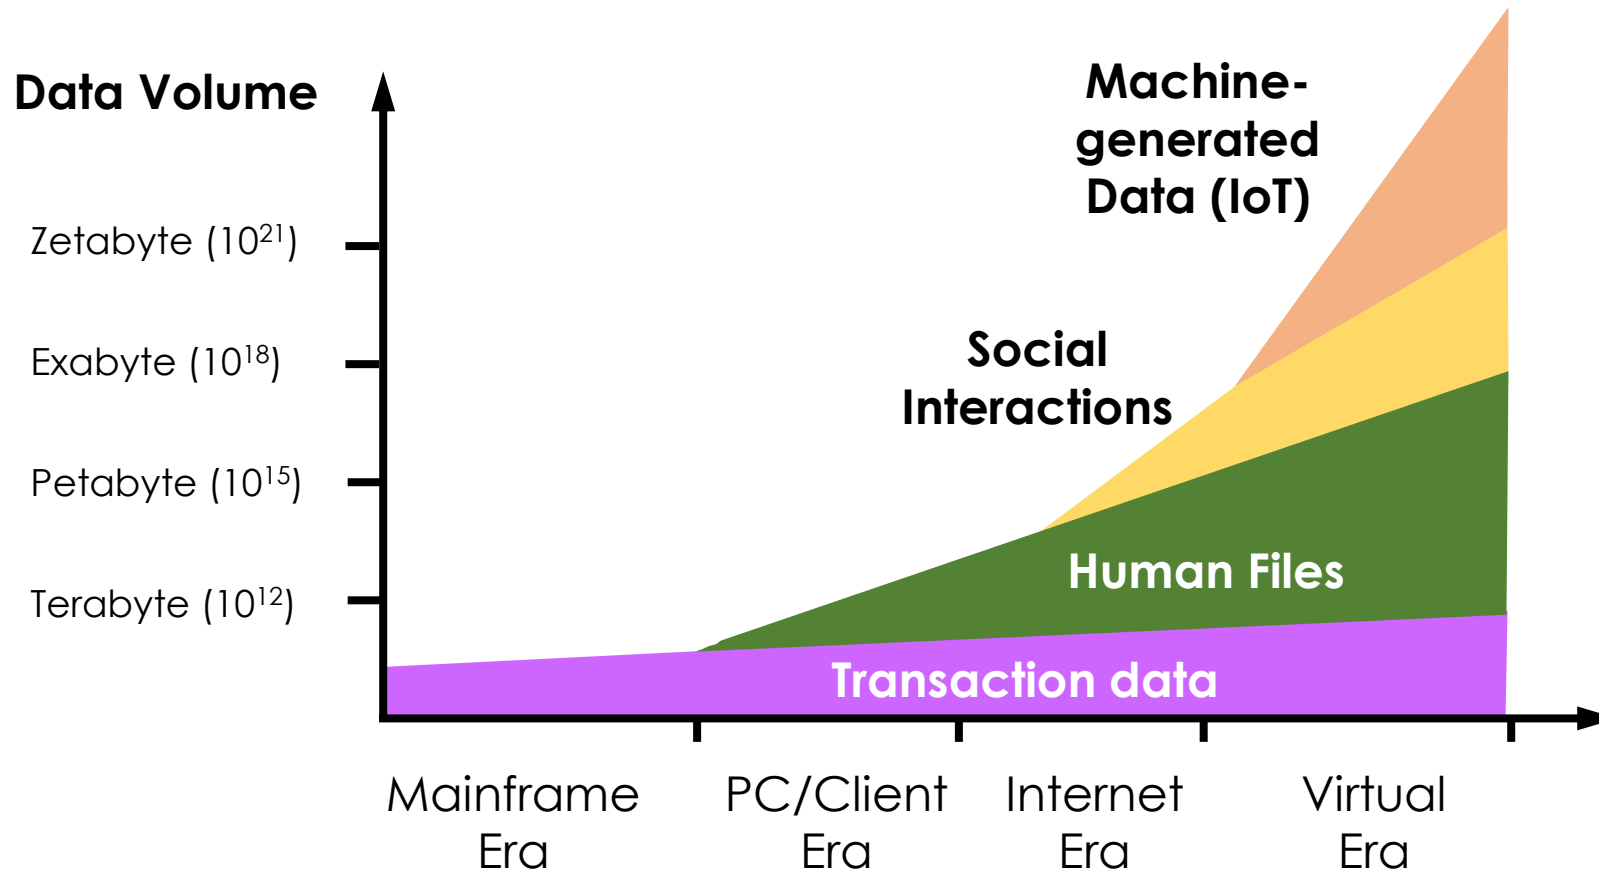 Data Volume
Machine-
generated
Data (IoT)
Zetabyte (10²¹)
Social
Interactions
Exabyte (10¹⁸)
Petabyte (10¹⁵)
Human Files
Terabyte (10¹²)
Transaction data
Mainframe
Era
PC/Client
Era
Internet
Era
Virtual
Era